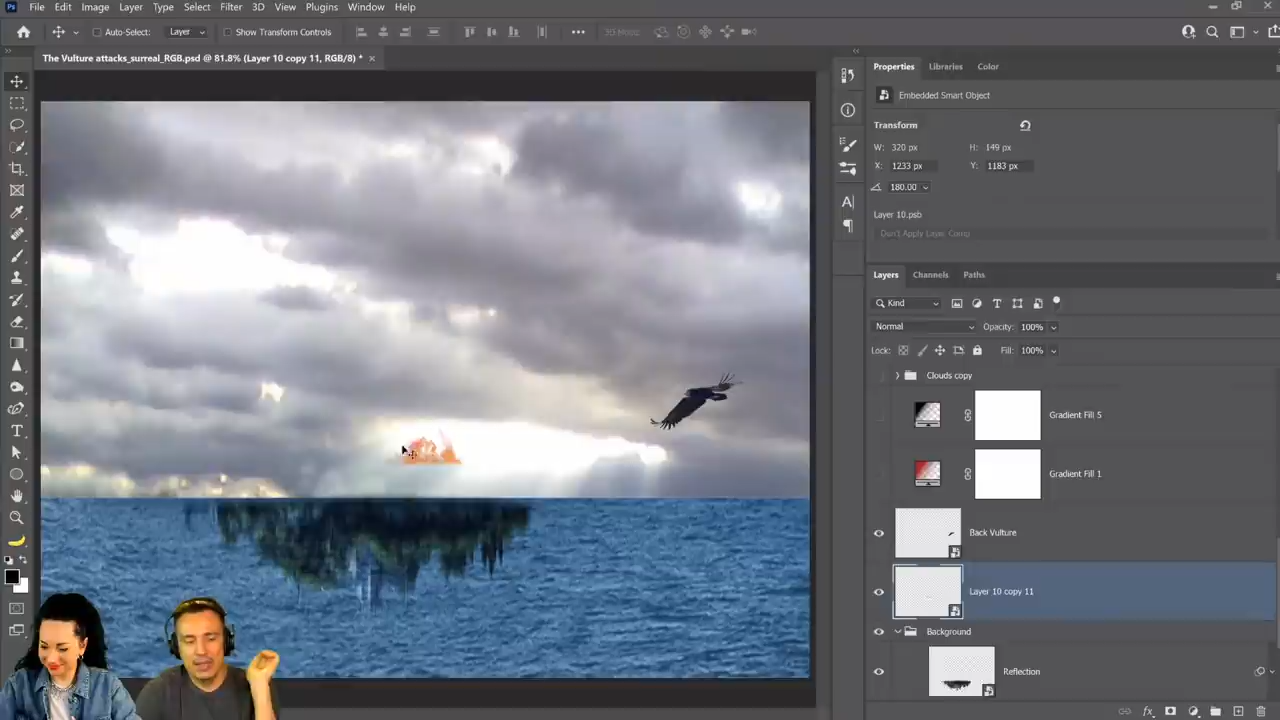 Ps File Edit Image Layer Type Select Filter 3D View Plugins Window Help
Auto-Select: Layer Show Transform Controls 3D Mode:
The Vulture attacks_surreal_RGB.psd @ 81.8% (Layer 10 copy 11, RGB/8) *
Properties Libraries Color
Embedded Smart Object
Transform
W: 320 px H: 149 px
X: 1233 px Y: 1183 px
180.00
Layer 10.psb
Don't Apply Layer Comp
Layers Channels Paths
Kind
Normal Opacity: 100%
Lock: Fill: 100%
Clouds copy
Gradient Fill 5
Gradient Fill 1
Back Vulture
Layer 10 copy 11
Background
Reflection